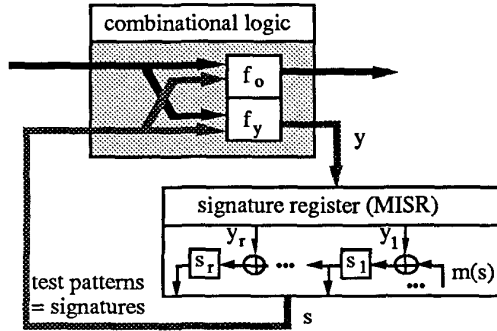 combinational logic
f_o
f_y
y
signature register (MISR)
y_r
y_1
s_r
...
s_1
m(s)
...
test patterns
= signatures
s